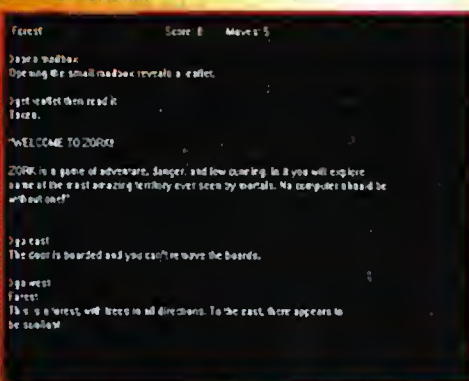 Forest Score: 0 Moves: 5
>open mailbox
Opening the small mailbox reveals a leaflet.
>get leaflet then read it
Taken.
"WELCOME TO ZORK!
ZORK is a game of adventure, danger, and low cunning. In it you will explore
some of the most amazing territory ever seen by mortals. No computer should be
without one!"
>go east
The door is boarded and you can't remove the boards.
>go west
Forest
This is a forest, with trees in all directions. To the east, there appears to
be sunlight.